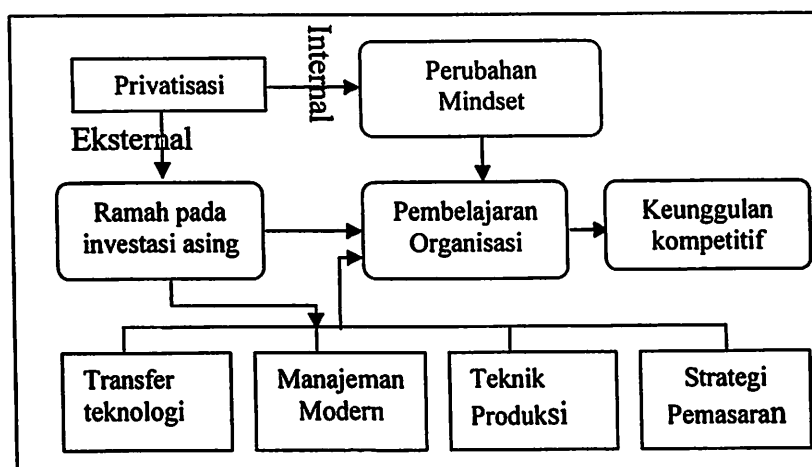 Privatisasi
Internal
Perubahan
Mindset
Eksternal
Ramah pada
investasi asing
Pembelajaran
Organisasi
Keunggulan
kompetitif
Transfer
teknologi
Manajeman
Modern
Teknik
Produksi
Strategi
Pemasaran